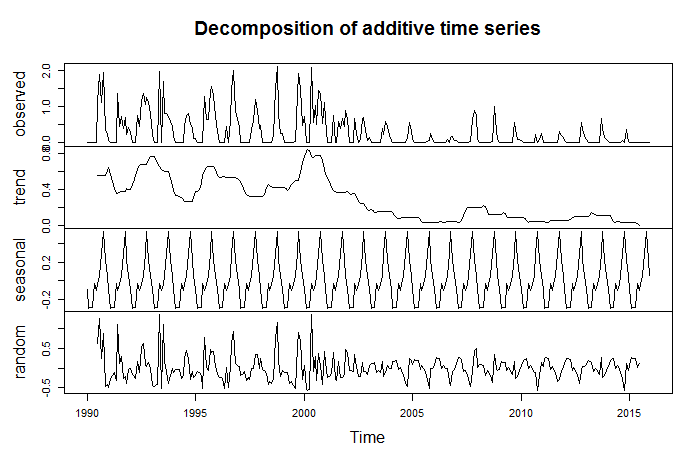 Decomposition of additive time series
observed
0.0 1.0 2.0
trend
0.0 0.4 0.8
seasonal
-0.2 0.2
random
-0.5 0.5
1990 1995 2000 2005 2010 2015
Time